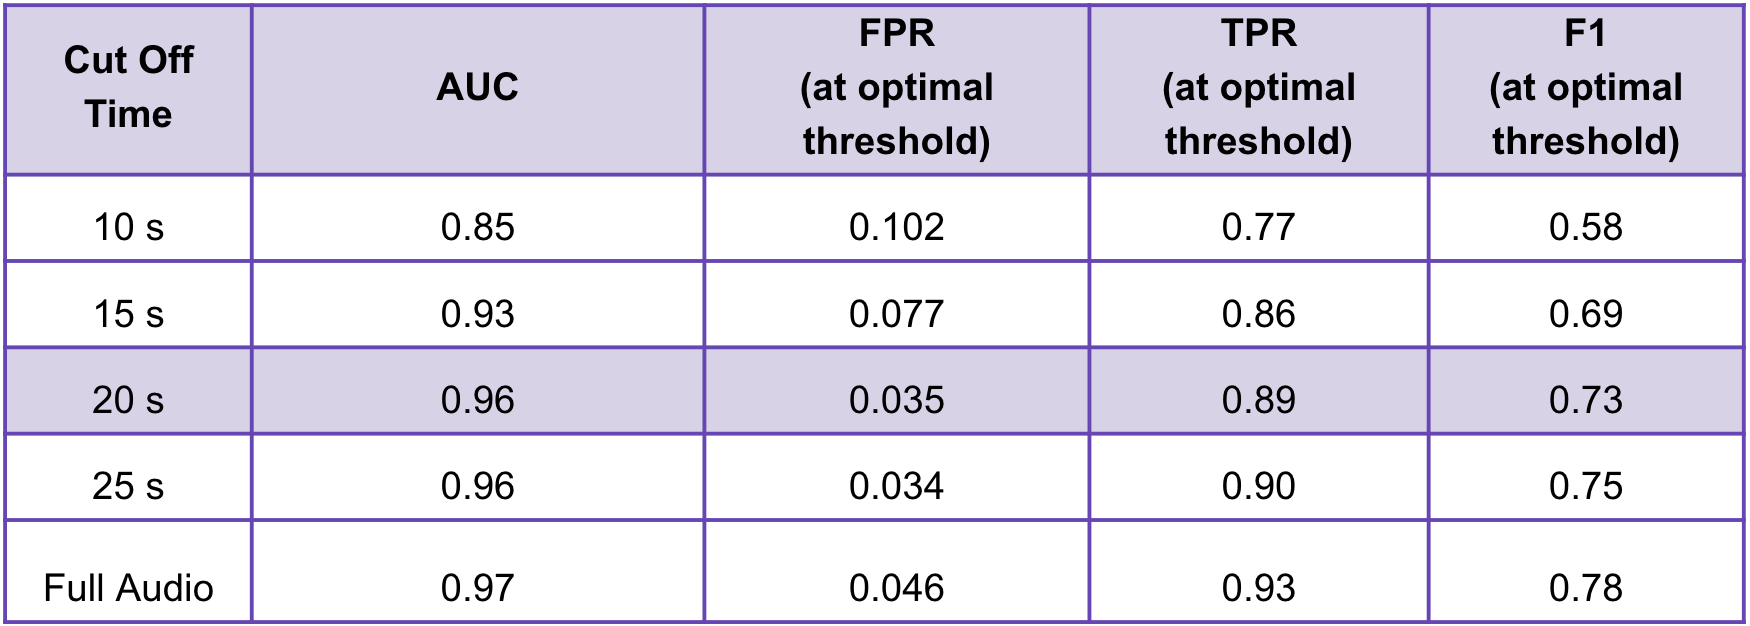 Cut Off Time | AUC | FPR (at optimal threshold) | TPR (at optimal threshold) | F1 (at optimal threshold)
10 s | 0.85 | 0.102 | 0.77 | 0.58
15 s | 0.93 | 0.077 | 0.86 | 0.69
20 s | 0.96 | 0.035 | 0.89 | 0.73
25 s | 0.96 | 0.034 | 0.90 | 0.75
Full Audio | 0.97 | 0.046 | 0.93 | 0.78